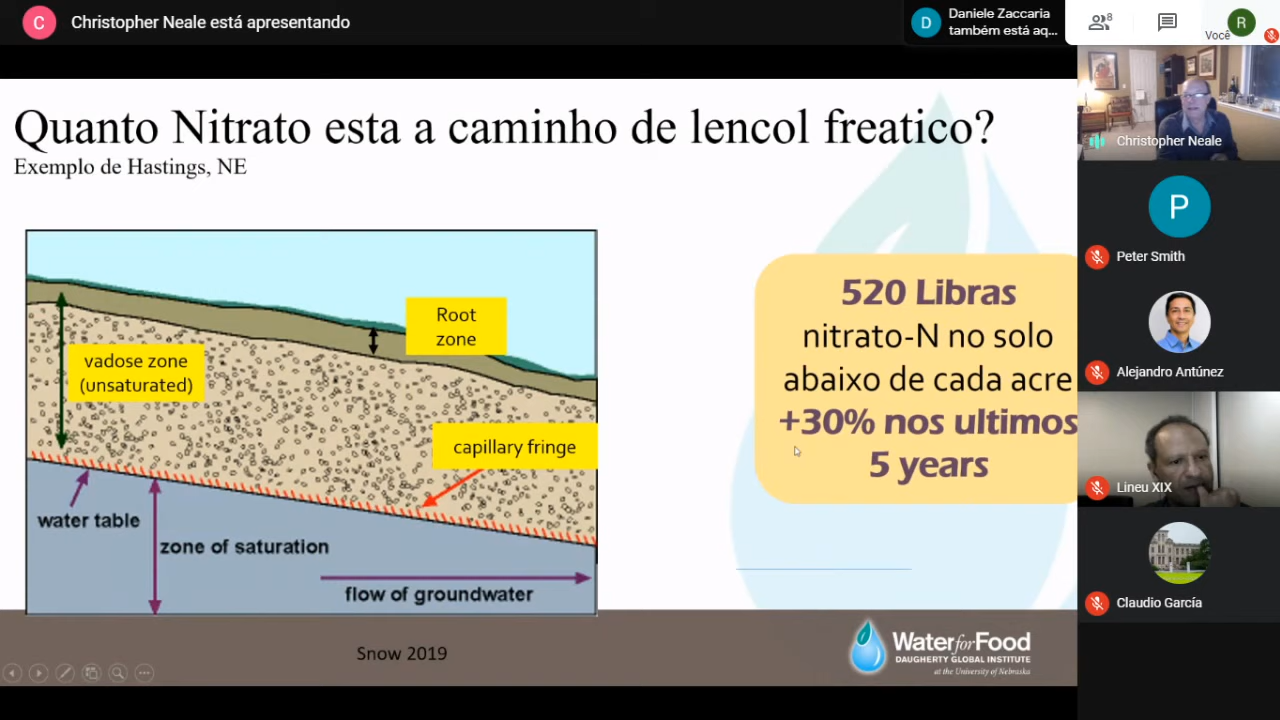 C
Christopher Neale está apresentando
D
Daniele Zaccaria
também está aq...
8
Você
R
Quanto Nitrato esta a caminho de lencol freatico?
Exemplo de Hastings, NE
Root
zone
vadose zone
(unsaturated)
capillary fringe
water table
zone of saturation
flow of groundwater
520 Libras
nitrato-N no solo
abaixo de cada acre
+30% nos ultimos
5 years
Snow 2019
Water for Food
DAUGHERTY GLOBAL INSTITUTE
at the University of Nebraska
Christopher Neale
P
Peter Smith
Alejandro Antúnez
Lineu XIX
Claudio García